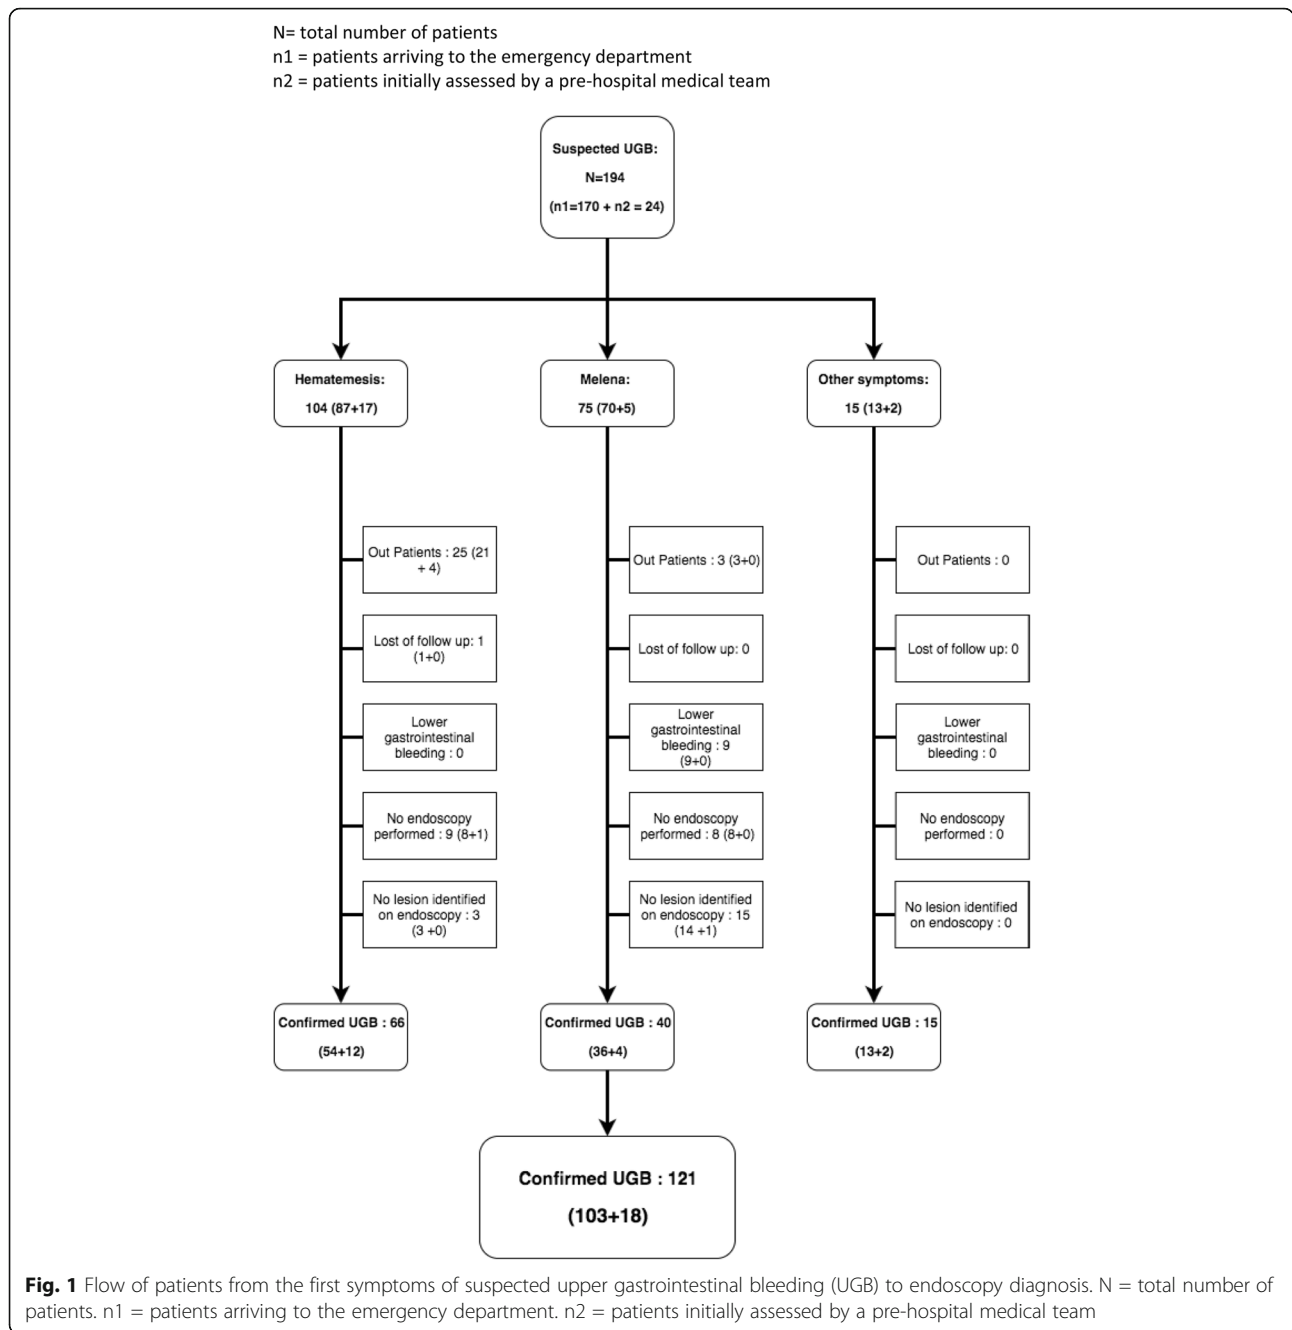 N= total number of patients
n1 = patients arriving to the emergency department
n2 = patients initially assessed by a pre-hospital medical team
Suspected UGB:
N=194
(n1=170 + n2 = 24)
Hematemesis:
104 (87+17)
Melena:
75 (70+5)
Other symptoms:
15 (13+2)
Out Patients : 25 (21
+ 4)
Out Patients : 3 (3+0)
Out Patients : 0
Lost of follow up: 1
(1+0)
Lost of follow up: 0
Lost of follow up: 0
Lower
gastrointestinal
bleeding : 0
Lower
gastrointestinal
bleeding : 9
(9+0)
Lower
gastrointestinal
bleeding : 0
No endoscopy
performed : 9 (8+1)
No endoscopy
performed : 8 (8+0)
No endoscopy
performed : 0
No lesion identified
on endoscopy : 3
(3 +0)
No lesion identified
on endoscopy : 15
(14 +1)
No lesion identified
on endoscopy : 0
Confirmed UGB : 66
(54+12)
Confirmed UGB : 40
(36+4)
Confirmed UGB : 15
(13+2)
Confirmed UGB : 121
(103+18)
Fig. 1 Flow of patients from the first symptoms of suspected upper gastrointestinal bleeding (UGB) to endoscopy diagnosis. N = total number of
patients. n1 = patients arriving to the emergency department. n2 = patients initially assessed by a pre-hospital medical team